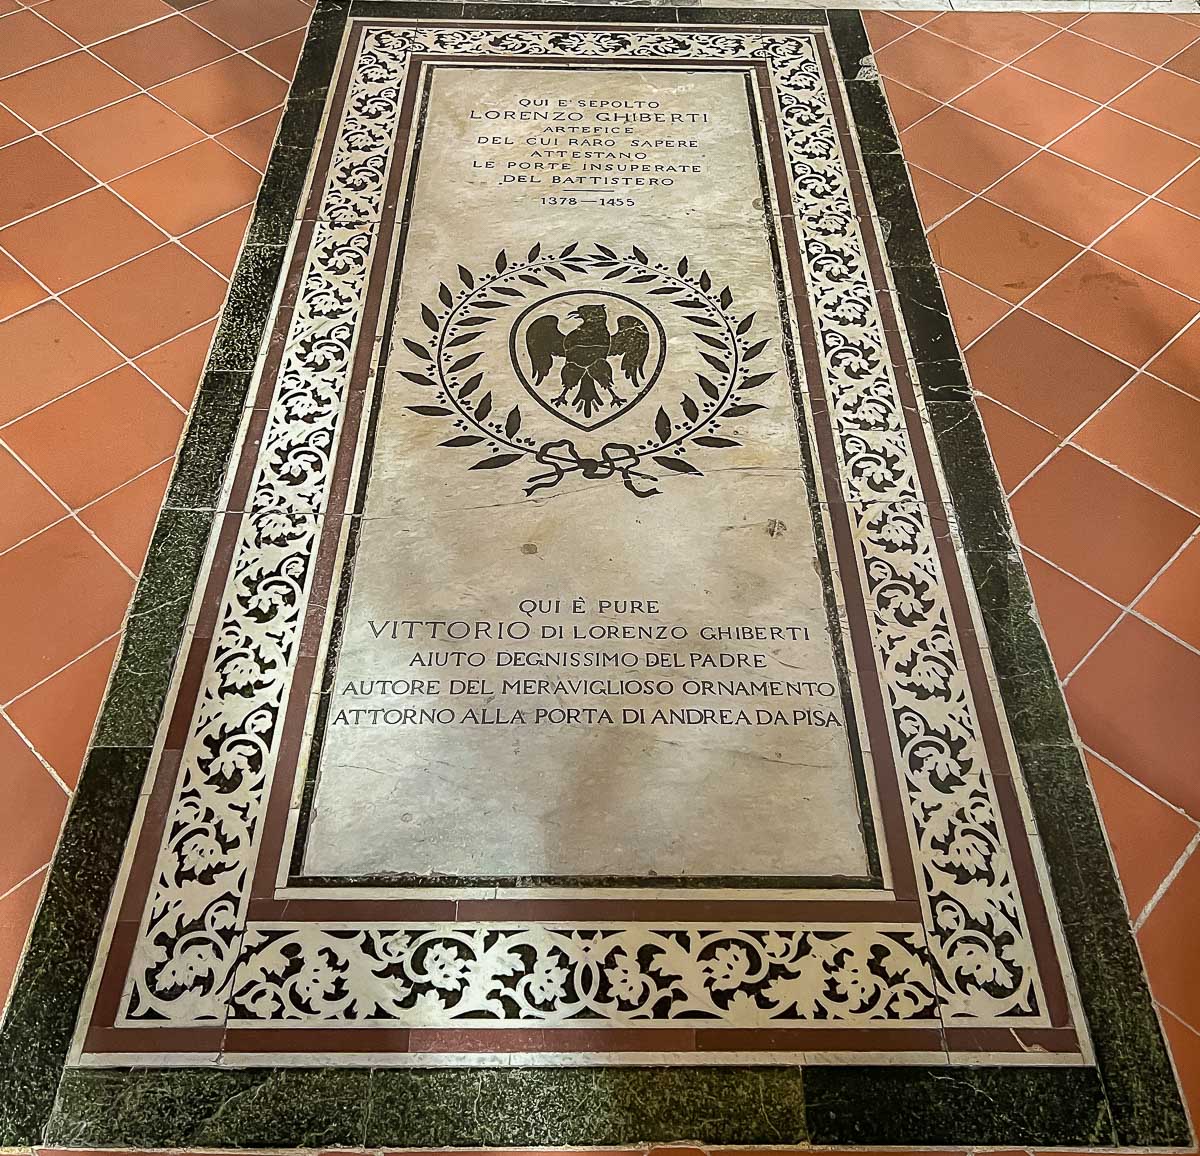 QUI E' SEPOLTO
LORENZO GHIBERTI
ARTEFICE
DEL CUI RARO SAPERE
ATTESTANO
LE PORTE INSUPERATE
DEL BATTISTERO
1378—1455
QUI È PURE
VITTORIO DI LORENZO GHIBERTI
AIUTO DEGNISSIMO DEL PADRE
AUTORE DEL MERAVIGLIOSO ORNAMENTO
ATTORNO ALLA PORTA DI ANDREA DA PISA